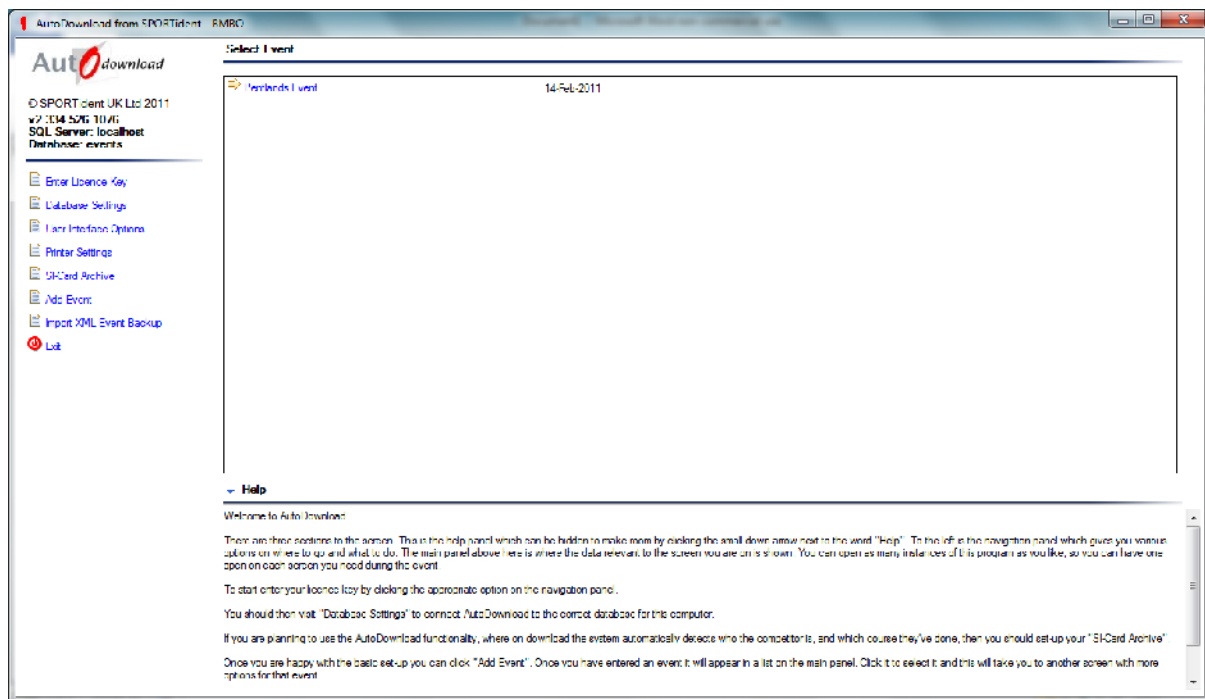 AutoDownload from SPORTident BMBO
Select Event
AutOdownload
© SPORTident UK Ltd 2011
v2.334.526.1076
SQL Server: localhost
Database: events
Enter Licence Key
Database Settings
User Interface Options
Printer Settings
SI-Card Archive
Add Event
Import XML Event Backup
Exit
Pentlands Event 14-Feb-2011
Help
Welcome to AutoDownload
There are three sections to the screen. This is the help panel which can be hidden to make room by clicking the small down arrow next to the word "Help". To the left is the navigation panel which gives you various
options on where to go and what to do. The main panel above here is where the data relevant to the screen you are on is shown. You can open as many instances of this program as you like, so you can have one
open on each screen you need during the event
To start enter your licence key by clicking the appropriate option on the navigation panel.
You should then visit "Database Settings" to connect AutoDownload to the correct database for this computer.
If you are planning to use the AutoDownload functionality, where on download the system automatically detects who the competitor is, and which course they've done, then you should set-up your "SI-Card Archive"
Once you are happy with the basic set-up you can click "Add Event". Once you have entered an event it will appear in a list on the main panel. Click it to select it and this will take you to another screen with more
options for that event